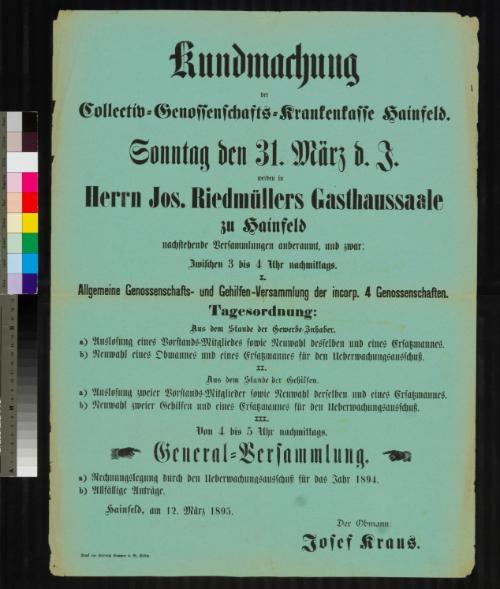 Kundmachung
der
Collectiv-Genossenschafts-Krankenkasse Hainfeld.
Sonntag den 31. März d. J.
werden in
Herrn Jos. Riedmüllers Gasthaussaale
zu Hainfeld
nachstehende Versammlungen anberaumt, und zwar:
Zwischen 3 bis 4 Uhr nachmittags.
I.
Allgemeine Genossenschafts- und Gehilfen-Versammlung der incorp. 4 Genossenschaften.
Tagesordnung:
Aus dem Stande der Gewerbe-Inhaber.
a) Auslosung eines Vorstands-Mitgliedes sowie Neuwahl desselben und eines Ersatzmannes.
b) Neuwahl eines Obmannes und eines Ersatzmannes für den Ueberwachungsausschuß.
II.
Aus dem Stande der Gehilfen.
a) Auslosung zweier Vorstands-Mitglieder sowie Neuwahl derselben und eines Ersatzmannes.
b) Neuwahl zweier Gehilfen und eines Ersatzmannes für den Ueberwachungsausschuß.
III.
Von 4 bis 5 Uhr nachmittags.
General-Versammlung.
a) Rechnungslegung durch den Ueberwachungsausschuß für das Jahr 1894.
b) Allfällige Anträge.
Hainfeld, am 12. März 1895.
Der Obmann:
Josef Kraus.
Druck von in St. Pölten.